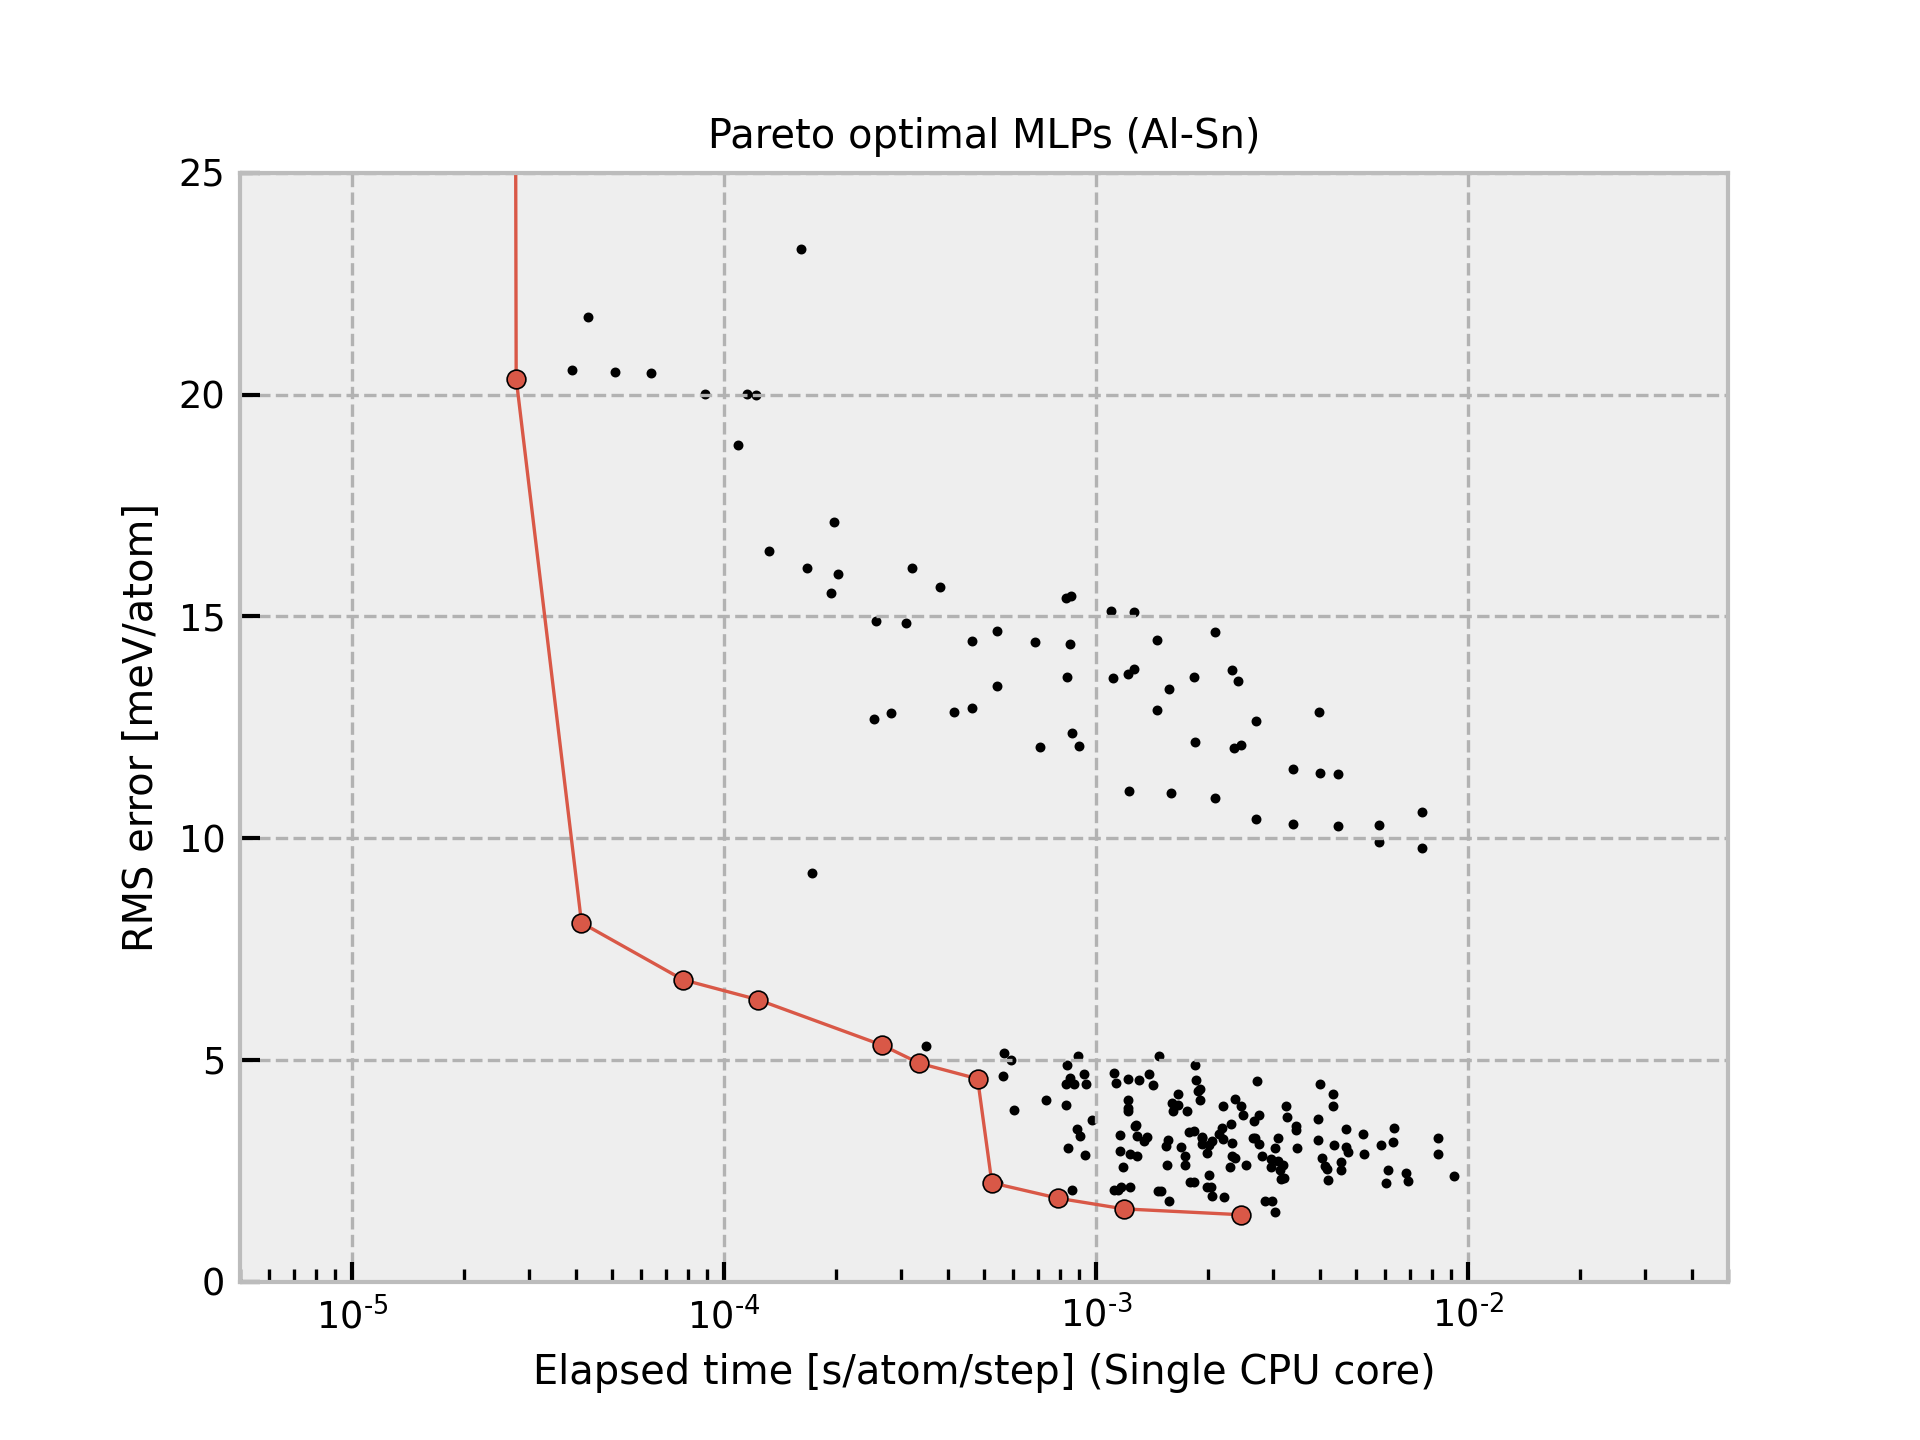 Pareto optimal MLPs (Al-Sn)
25
20
15
10
5
0
RMS error [meV/atom]
10-5 10-4 10-3 10-2
Elapsed time [s/atom/step] (Single CPU core)